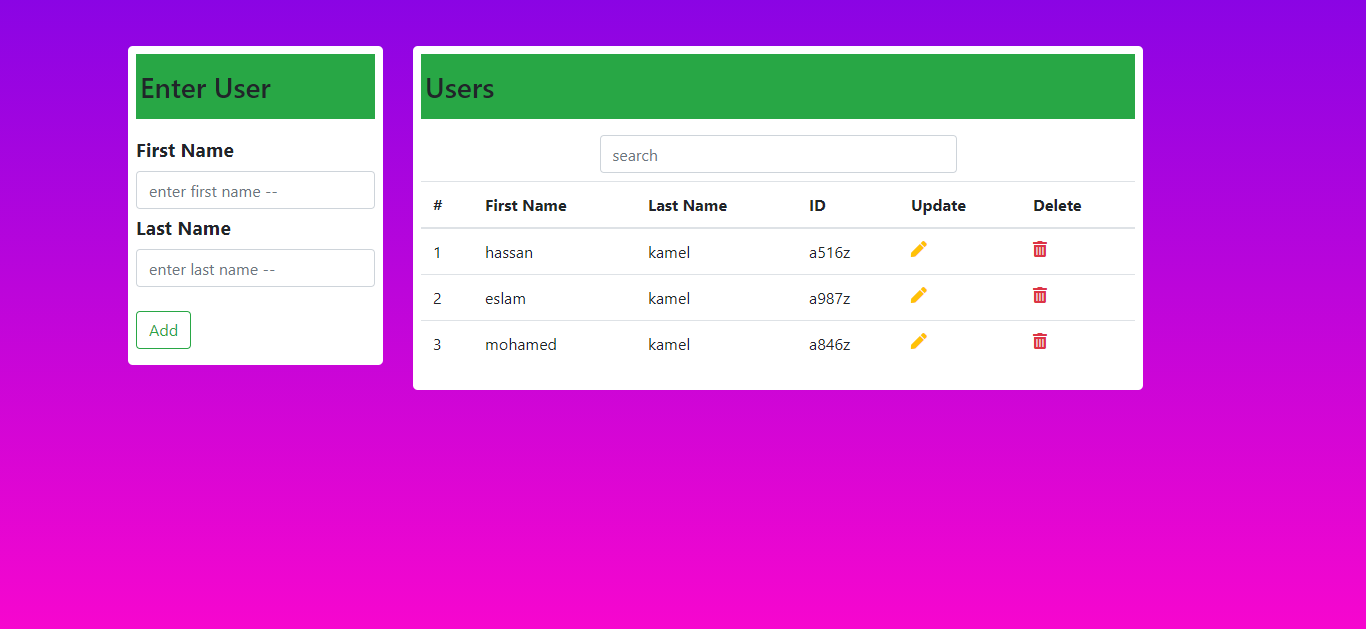 Enter User
First Name
enter first name --
Last Name
enter last name --
Add
Users
search
# First Name Last Name ID Update Delete
1 hassan kamel a516z
2 eslam kamel a987z
3 mohamed kamel a846z